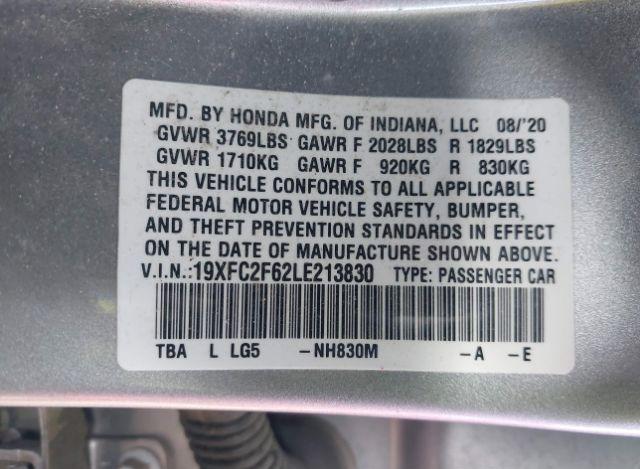 MFD. BY HONDA MFG. OF INDIANA, LLC 08/'20
GVWR 3769LBS GAWR F 2028LBS R 1829LBS
GVWR 1710KG GAWR F 920KG R 830KG
THIS VEHICLE CONFORMS TO ALL APPLICABLE
FEDERAL MOTOR VEHICLE SAFETY, BUMPER,
AND THEFT PREVENTION STANDARDS IN EFFECT
ON THE DATE OF MANUFACTURE SHOWN ABOVE.
V.I.N.:19XFC2F62LE213830 TYPE: PASSENGER CAR
TBA L LG5 -NH830M -A -E